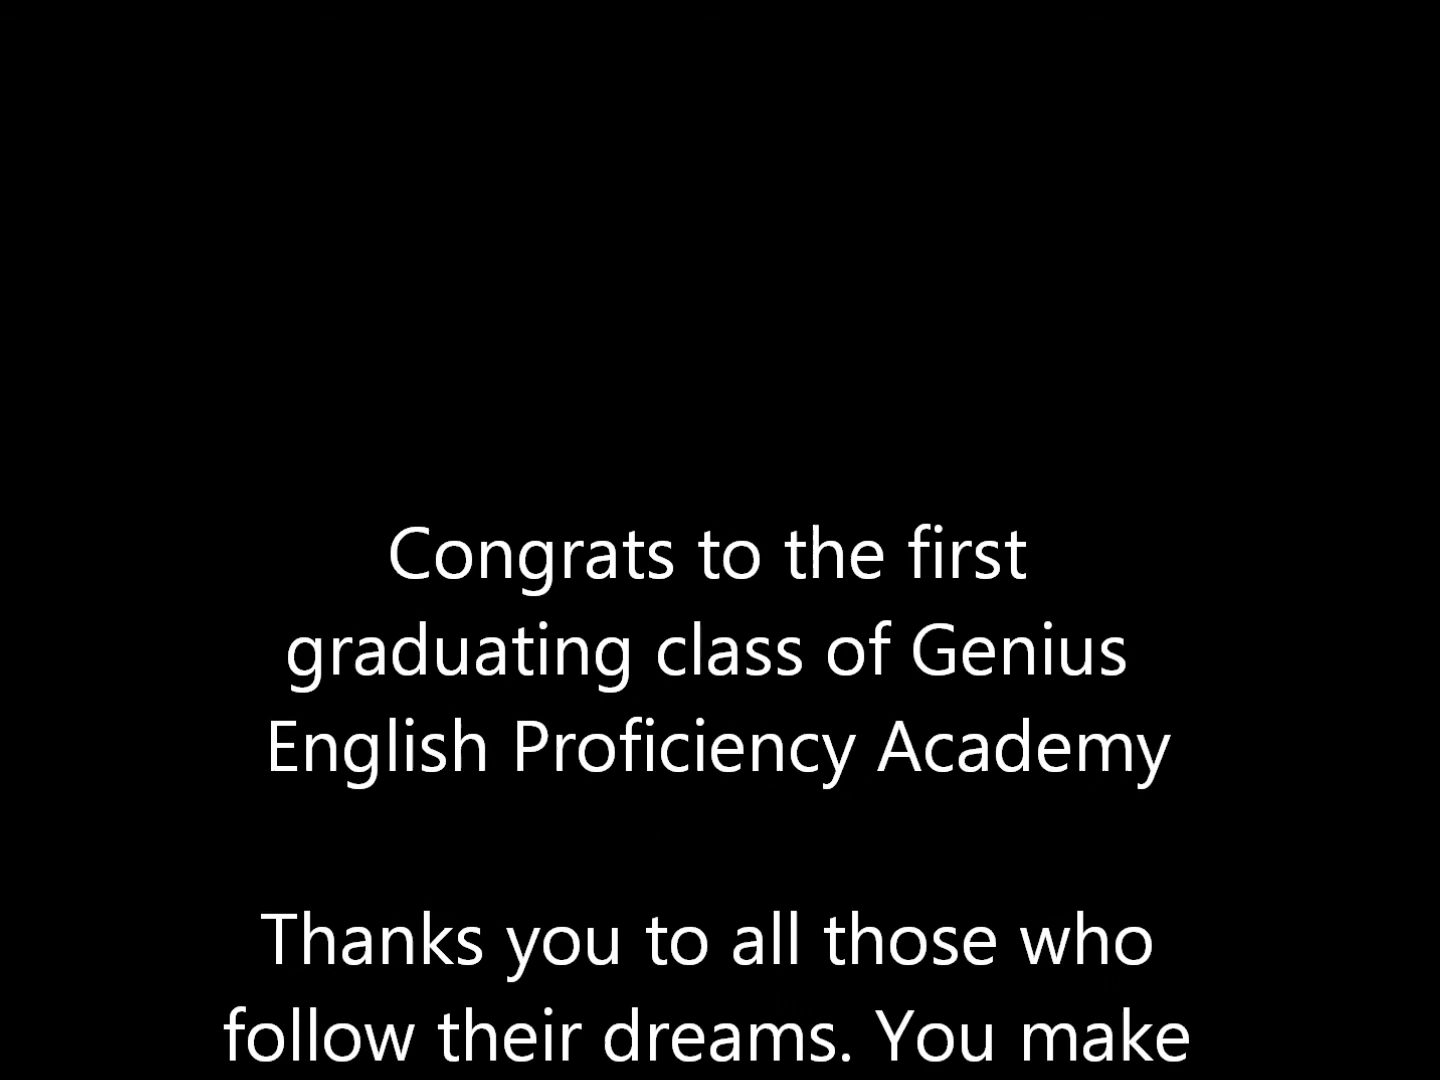 Congrats to the first
graduating class of Genius
English Proficiency Academy
Thanks you to all those who
follow their dreams. You make